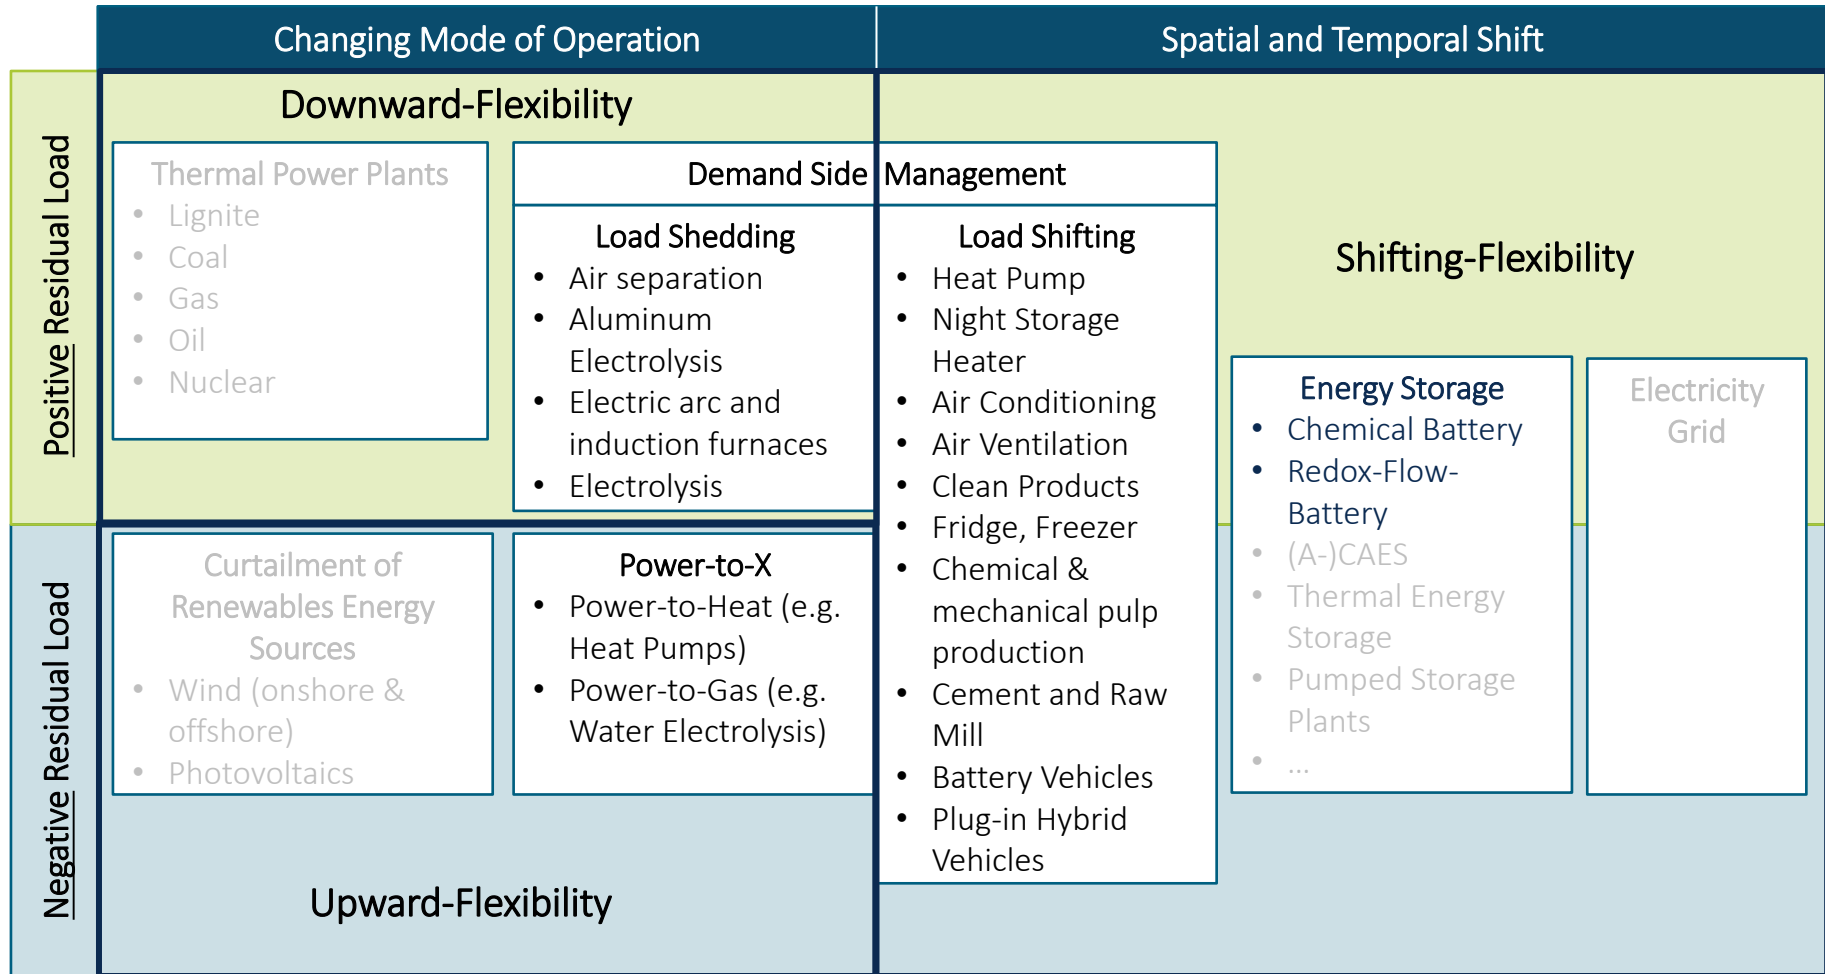 Changing Mode of Operation
Spatial and Temporal Shift
Positive Residual Load
Downward-Flexibility
Thermal Power Plants
• Lignite
• Coal
• Gas
• Oil
• Nuclear
Demand Side Management
Load Shedding
• Air separation
• Aluminum
Electrolysis
• Electric arc and
induction furnaces
• Electrolysis
Load Shifting
• Heat Pump
• Night Storage
Heater
• Air Conditioning
• Air Ventilation
• Clean Products
• Fridge, Freezer
• Chemical &
mechanical pulp
production
• Cement and Raw
Mill
• Battery Vehicles
• Plug-in Hybrid
Vehicles
Shifting-Flexibility
Energy Storage
• Chemical Battery
• Redox-Flow-
Battery
• (A-)CAES
• Thermal Energy
Storage
• Pumped Storage
Plants
• ...
Electricity
Grid
Negative Residual Load
Curtailment of
Renewables Energy
Sources
• Wind (onshore &
offshore)
• Photovoltaics
Power-to-X
• Power-to-Heat (e.g.
Heat Pumps)
• Power-to-Gas (e.g.
Water Electrolysis)
Upward-Flexibility